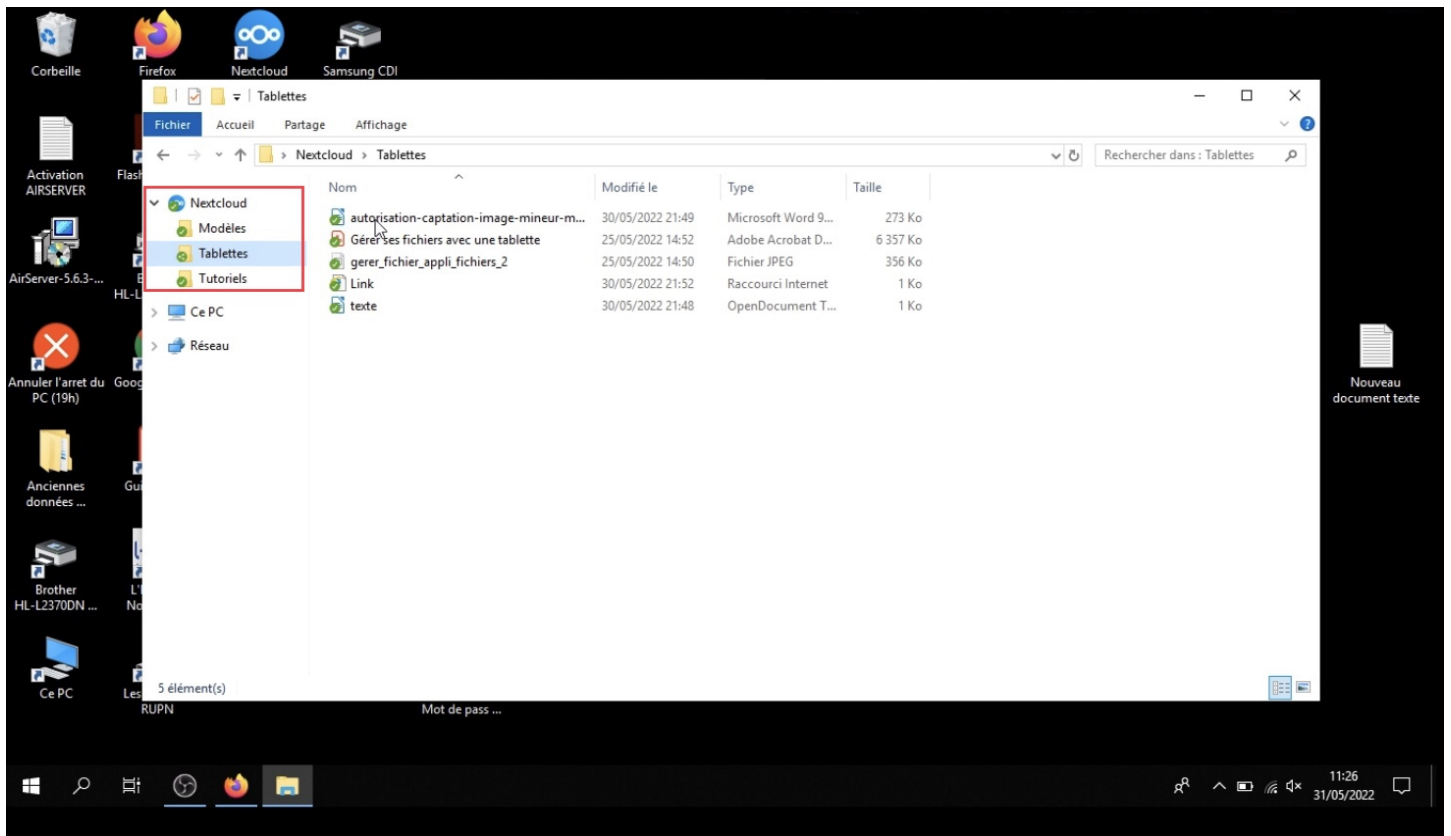 Corbeille
Firefox
Nextcloud
Samsung CDI
Tablettes
Fichier Accueil Partage Affichage
Nextcloud > Tablettes
Rechercher dans : Tablettes
Activation
AIRSERVER
Flash
Nextcloud
Modèles
Tablettes
Tutoriels
Ce PC
Réseau
Nom Modifié le Type Taille
autorisation-captation-image-mineur-m... 30/05/2022 21:49 Microsoft Word 9... 273 Ko
Gérer ses fichiers avec une tablette 25/05/2022 14:52 Adobe Acrobat D... 6 357 Ko
gerer_fichier_appli_fichiers_2 25/05/2022 14:50 Fichier JPEG 356 Ko
Link 30/05/2022 21:52 Raccourci Internet 1 Ko
texte 30/05/2022 21:48 OpenDocument T... 1 Ko
AirServer-5.6.3-...
HL-L
Annuler l'arret du
PC (19h)
Goog
Nouveau
document texte
Anciennes
données ...
Gui
Brother
HL-L2370DN ...
L'
No
Ce PC
Les
RUPN
5 élément(s)
Mot de pass ...
11:26
31/05/2022